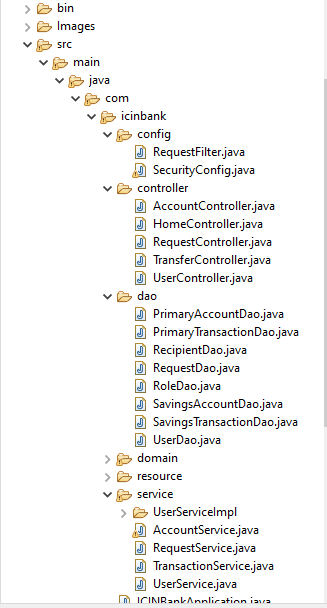 bin
Images
src
main
java
com
icinbank
config
RequestFilter.java
SecurityConfig.java
controller
AccountController.java
HomeController.java
RequestController.java
TransferController.java
UserController.java
dao
PrimaryAccountDao.java
PrimaryTransactionDao.java
RecipientDao.java
RequestDao.java
RoleDao.java
SavingsAccountDao.java
SavingsTransactionDao.java
UserDao.java
domain
resource
service
UserServiceImpl
AccountService.java
RequestService.java
TransactionService.java
UserService.java
ICINBankApplication.java